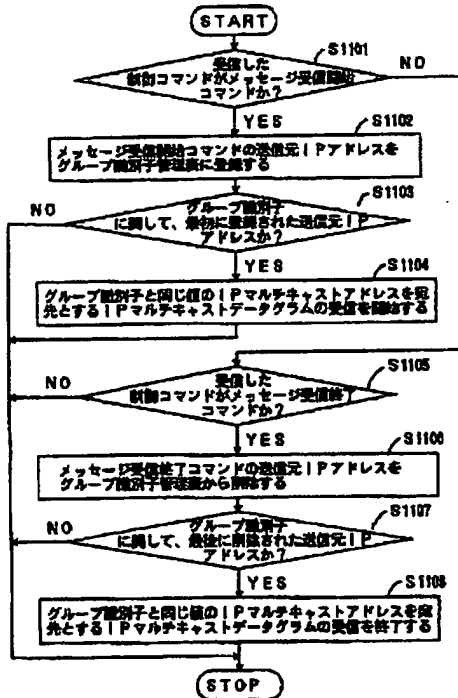 START
S1101
受信した
NO
制御コマンドがメッセージ受信開始
コマンドか?
YES
S1102
メッセージ受信開始コマンドの送信元IPアドレスを
グループ識別子管理表に登録する
S1103
NO
グループ識別子
に関して、最初に登録された送信元IP
アドレスか?
YES
S1104
グループ識別子と同じ値のIPマルチキャストアドレスを宛
先とするIPマルチキャストデータグラムの受信を開始する
S1105
受信した
NO
制御コマンドがメッセージ受信終了
コマンドか?
YES
S1106
メッセージ受信終了コマンドの送信元IPアドレスを
グループ識別子管理表から削除する
S1107
グループ識別子
NO
に関して、最後に削除された送信元IP
アドレスか?
YES
S1108
グループ識別子と同じ値のIPマルチキャストアドレスを宛
先とするIPマルチキャストデータグラムの受信を終了する
STOP